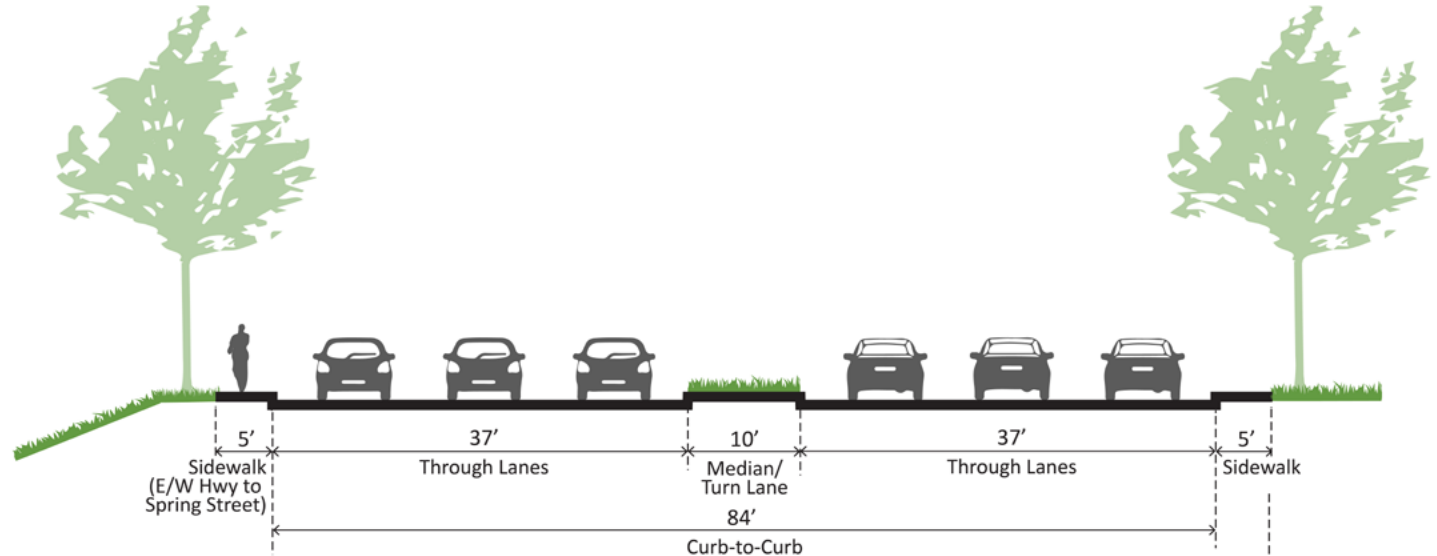 5’ 37’ 10’ 37’ 5’
Sidewalk
(E/W Hwy to
Spring Street)
Through Lanes
Median/
Turn Lane
Through Lanes
Sidewalk
84’
Curb-to-Curb